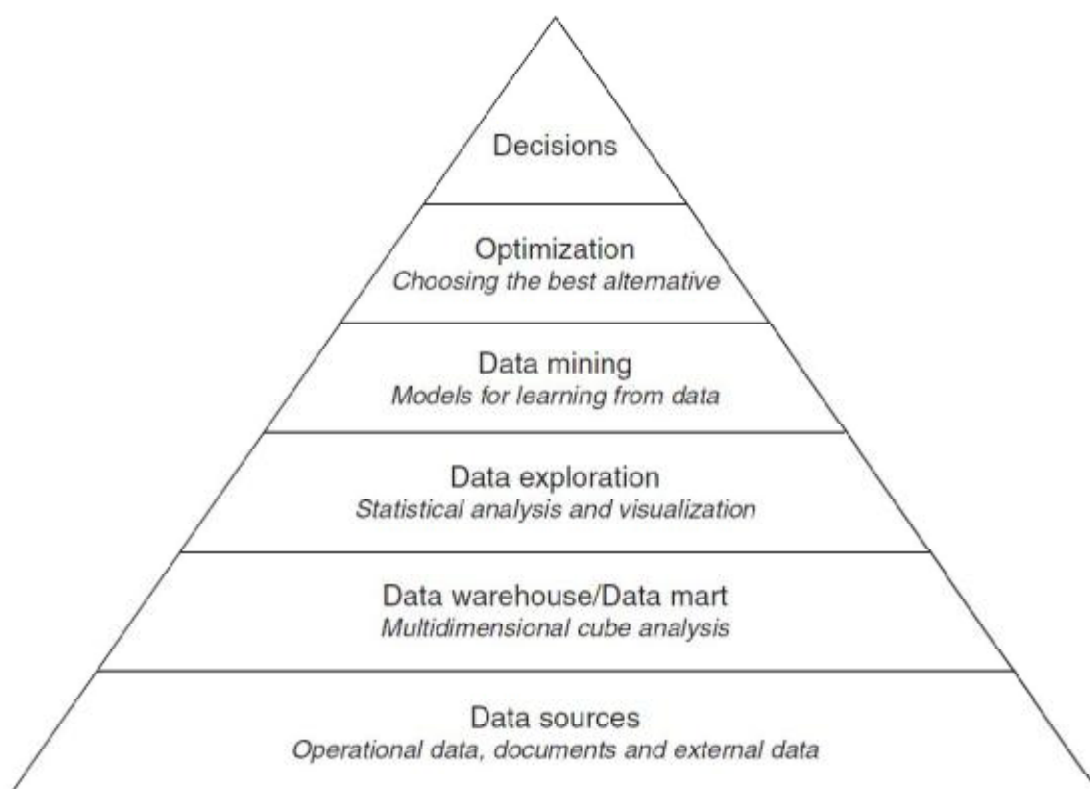 Decisions
Optimization
Choosing the best alternative
Data mining
Models for learning from data
Data exploration
Statistical analysis and visualization
Data warehouse/Data mart
Multidimensional cube analysis
Data sources
Operational data, documents and external data